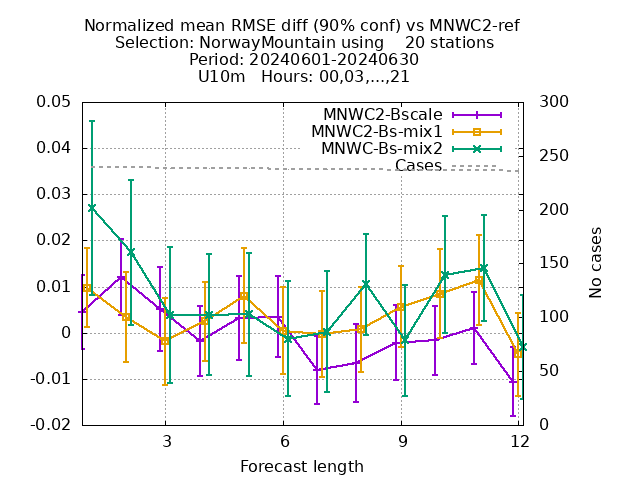 Normalized mean RMSE diff (90% conf) vs MNWC2-ref
Selection: NorwayMountain using 20 stations
Period: 20240601-20240630
U10m Hours: 00,03,...,21
MNWC2-Bscale
MNWC2-Bs-mix1
MNWC-Bs-mix2
Cases
0.05
0.04
0.03
0.02
0.01
0
-0.01
-0.02
300
250
200
150
100
50
0
No cases
3
6
9
12
Forecast length